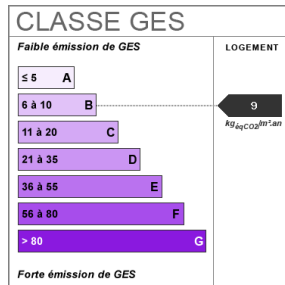 CLASSE GES
Faible émission de GES
LOGEMENT
≤ 5 A
6 à 10 B
9
kgéqCO2/m².an
11 à 20 C
21 à 35 D
36 à 55 E
56 à 80 F
> 80 G
Forte émission de GES